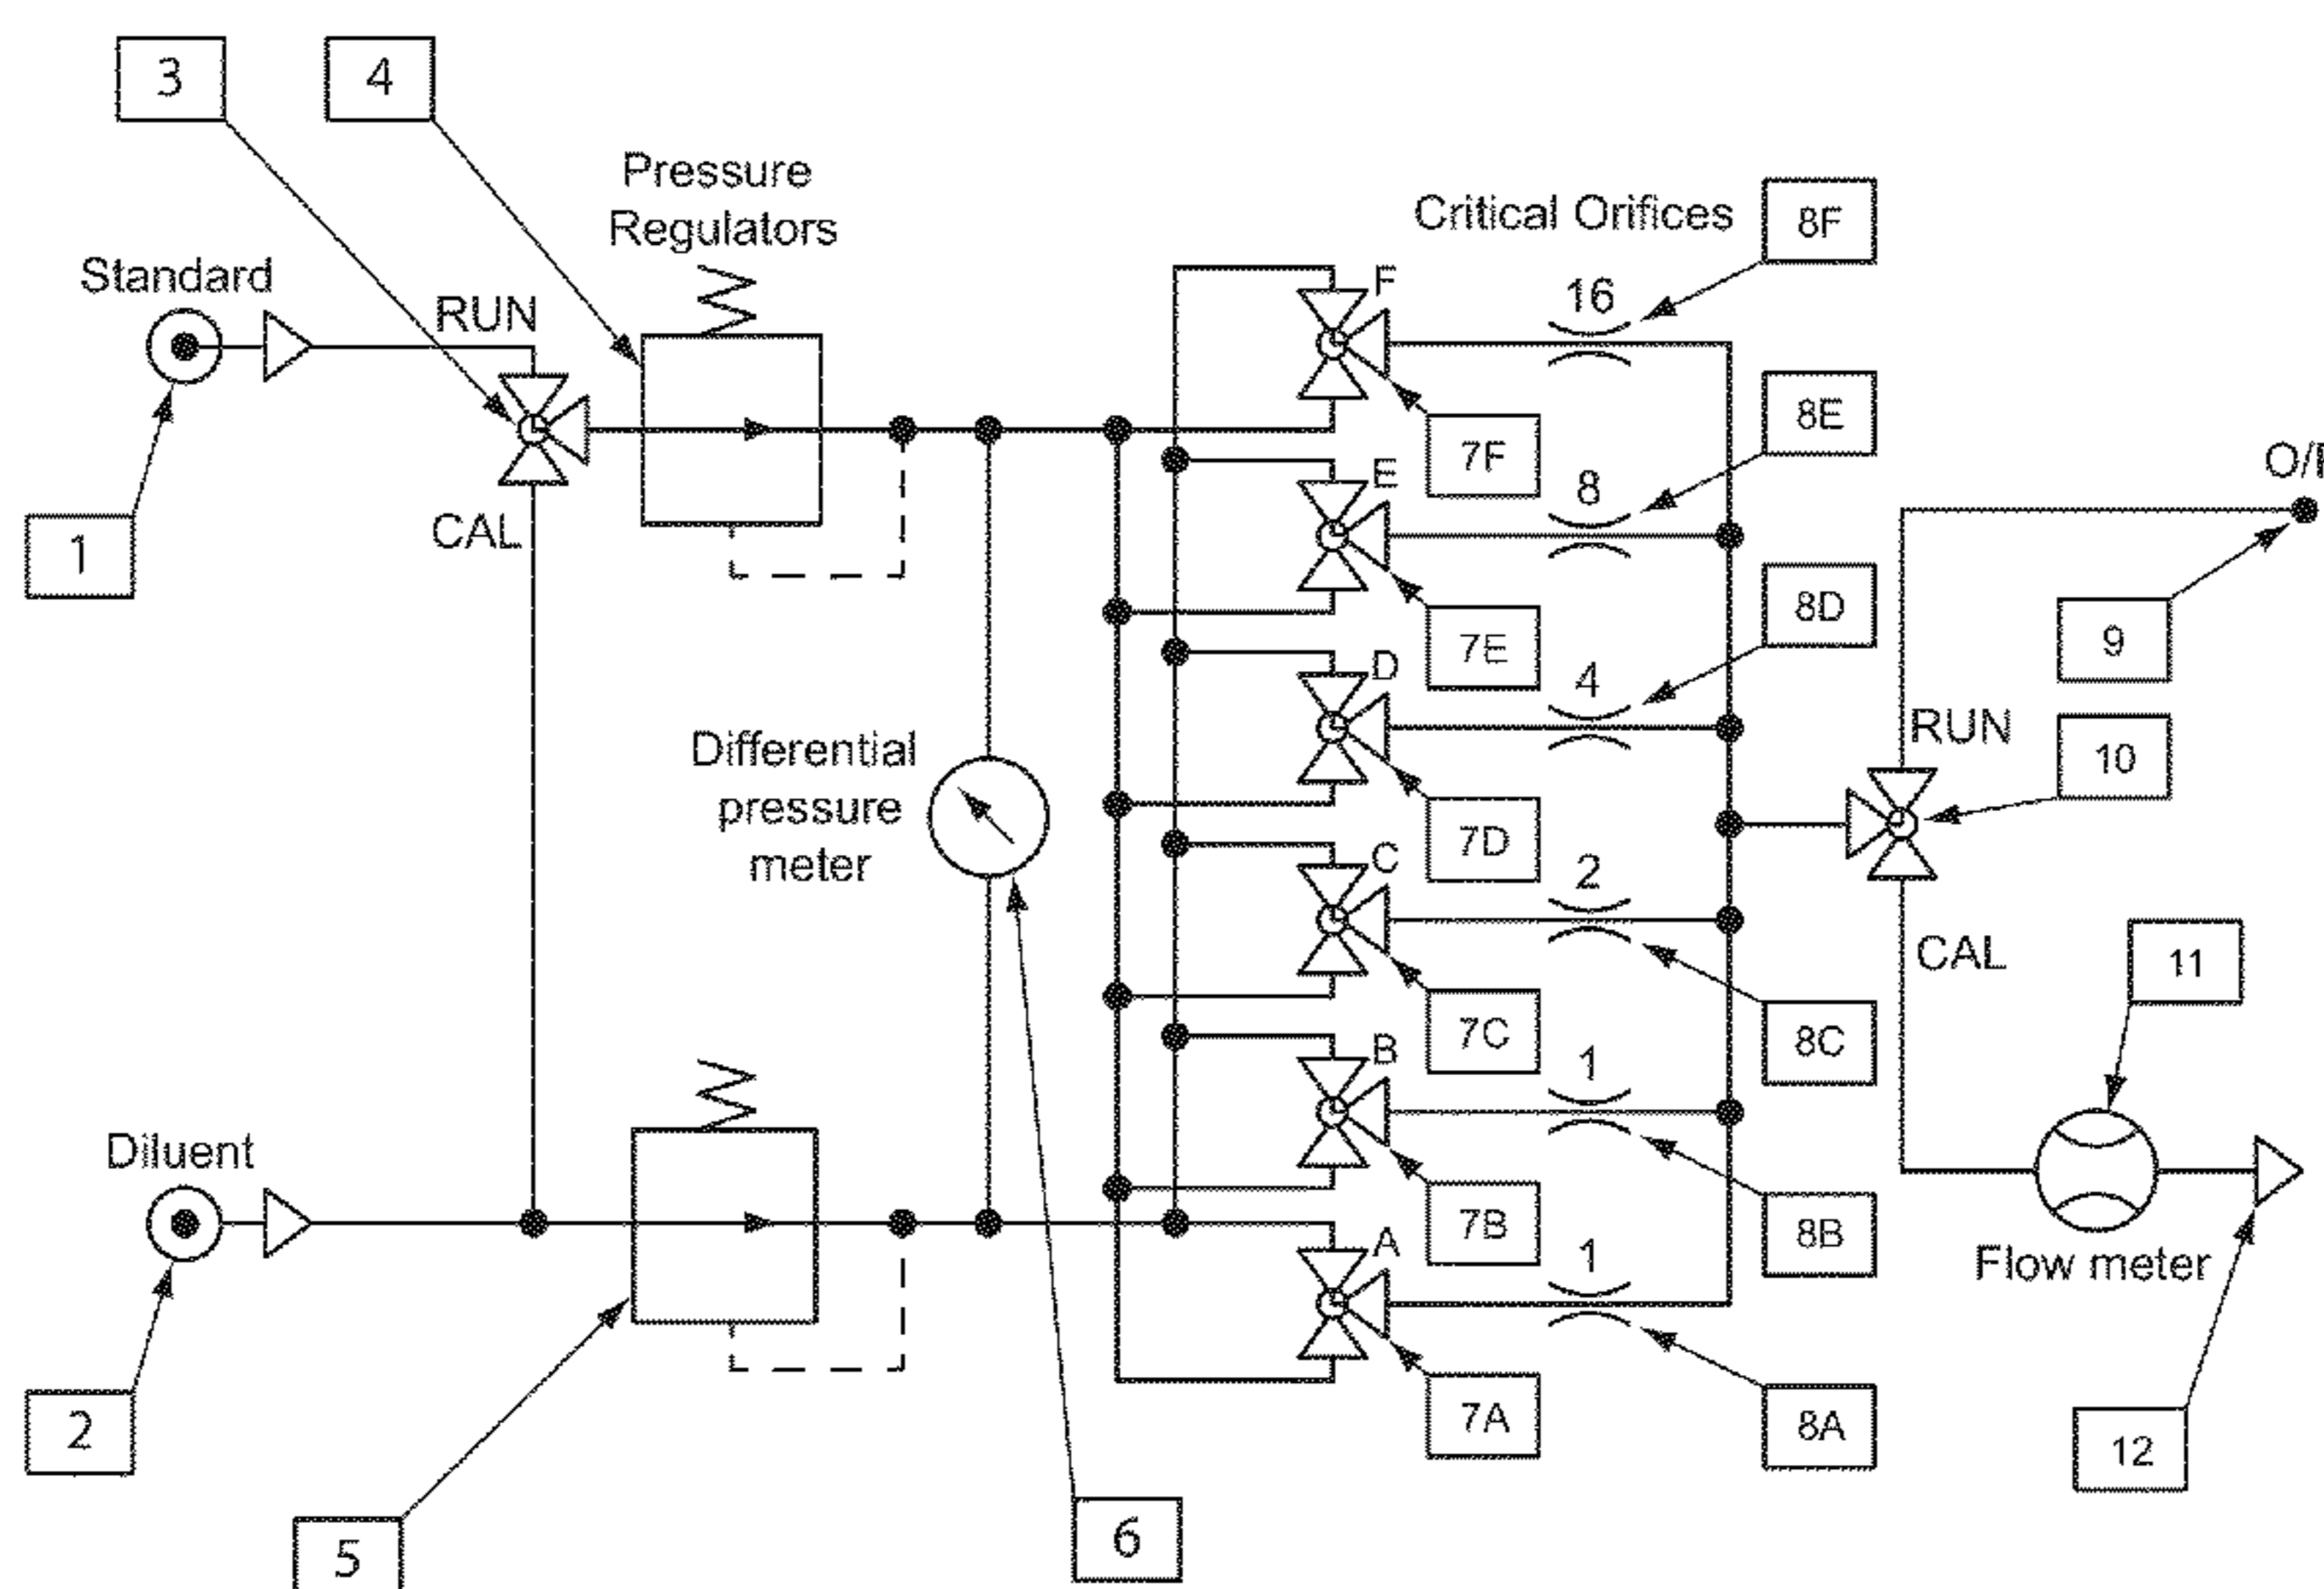 3
4
Pressure
Regulators
Critical Orifices
8F
Standard
RUN
F
16
8E
7F
E
8
CAL
1
8D
9
7E
D
4
RUN
10
Differential
pressure
meter
7D
C
2
CAL
11
7C
8C
B
1
Diluent
7B
8B
A
1
Flow meter
2
7A
8A
12
5
6